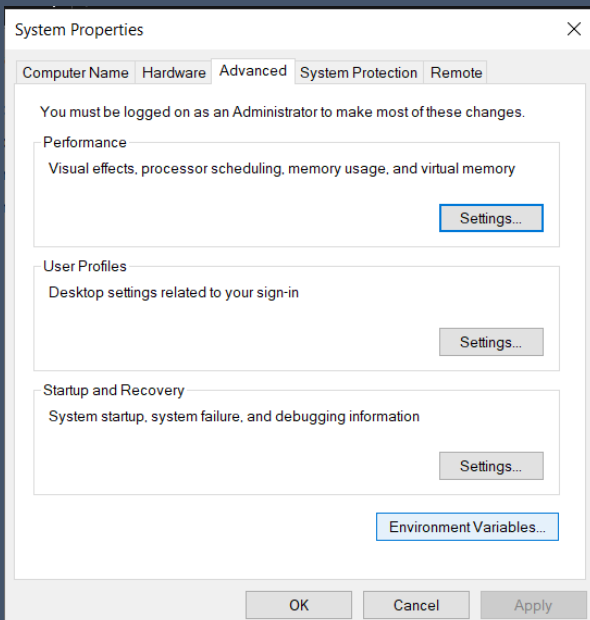 System Properties
Computer Name Hardware Advanced System Protection Remote
You must be logged on as an Administrator to make most of these changes.
Performance
Visual effects, processor scheduling, memory usage, and virtual memory
Settings...
User Profiles
Desktop settings related to your sign-in
Settings...
Startup and Recovery
System startup, system failure, and debugging information
Settings...
Environment Variables...
OK Cancel Apply